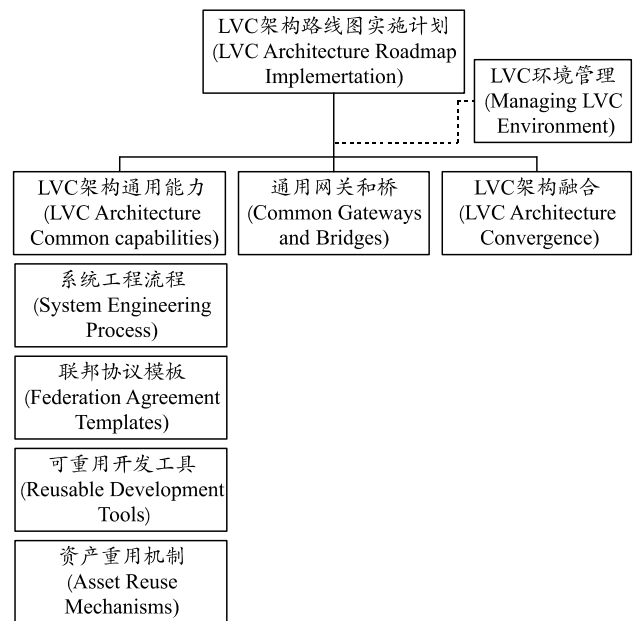 LVC架构路线图实施计划
(LVC Architecture Roadmap
Implemertation)
LVC环境管理
(Managing LVC
Environment)
LVC架构通用能力
(LVC Architecture
Common capabilities)
通用网关和桥
(Common Gateways
and Bridges)
LVC架构融合
(LVC Architecture
Convergence)
系统工程流程
(System Engineering
Process)
联邦协议模板
(Federation Agreement
Templates)
可重用开发工具
(Reusable Development
Tools)
资产重用机制
(Asset Reuse
Mechanisms)